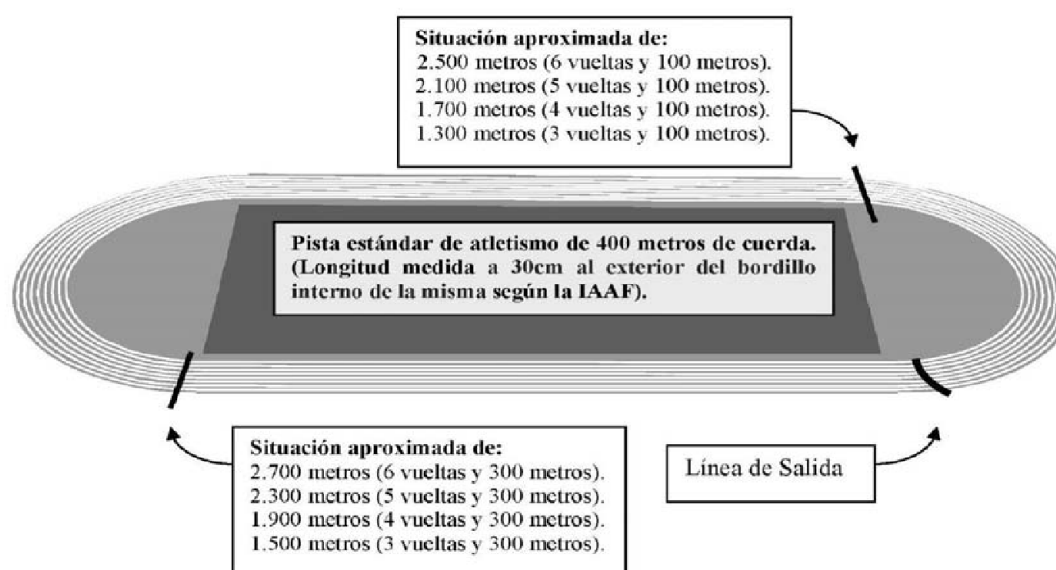 Situación aproximada de:
2.500 metros (6 vueltas y 100 metros).
2.100 metros (5 vueltas y 100 metros).
1.700 metros (4 vueltas y 100 metros).
1.300 metros (3 vueltas y 100 metros).
Pista estándar de atletismo de 400 metros de cuerda.
(Longitud medida a 30cm al exterior del bordillo
interno de la misma según la IAAF).
Situación aproximada de:
2.700 metros (6 vueltas y 300 metros).
2.300 metros (5 vueltas y 300 metros).
1.900 metros (4 vueltas y 300 metros).
1.500 metros (3 vueltas y 300 metros).
Línea de Salida